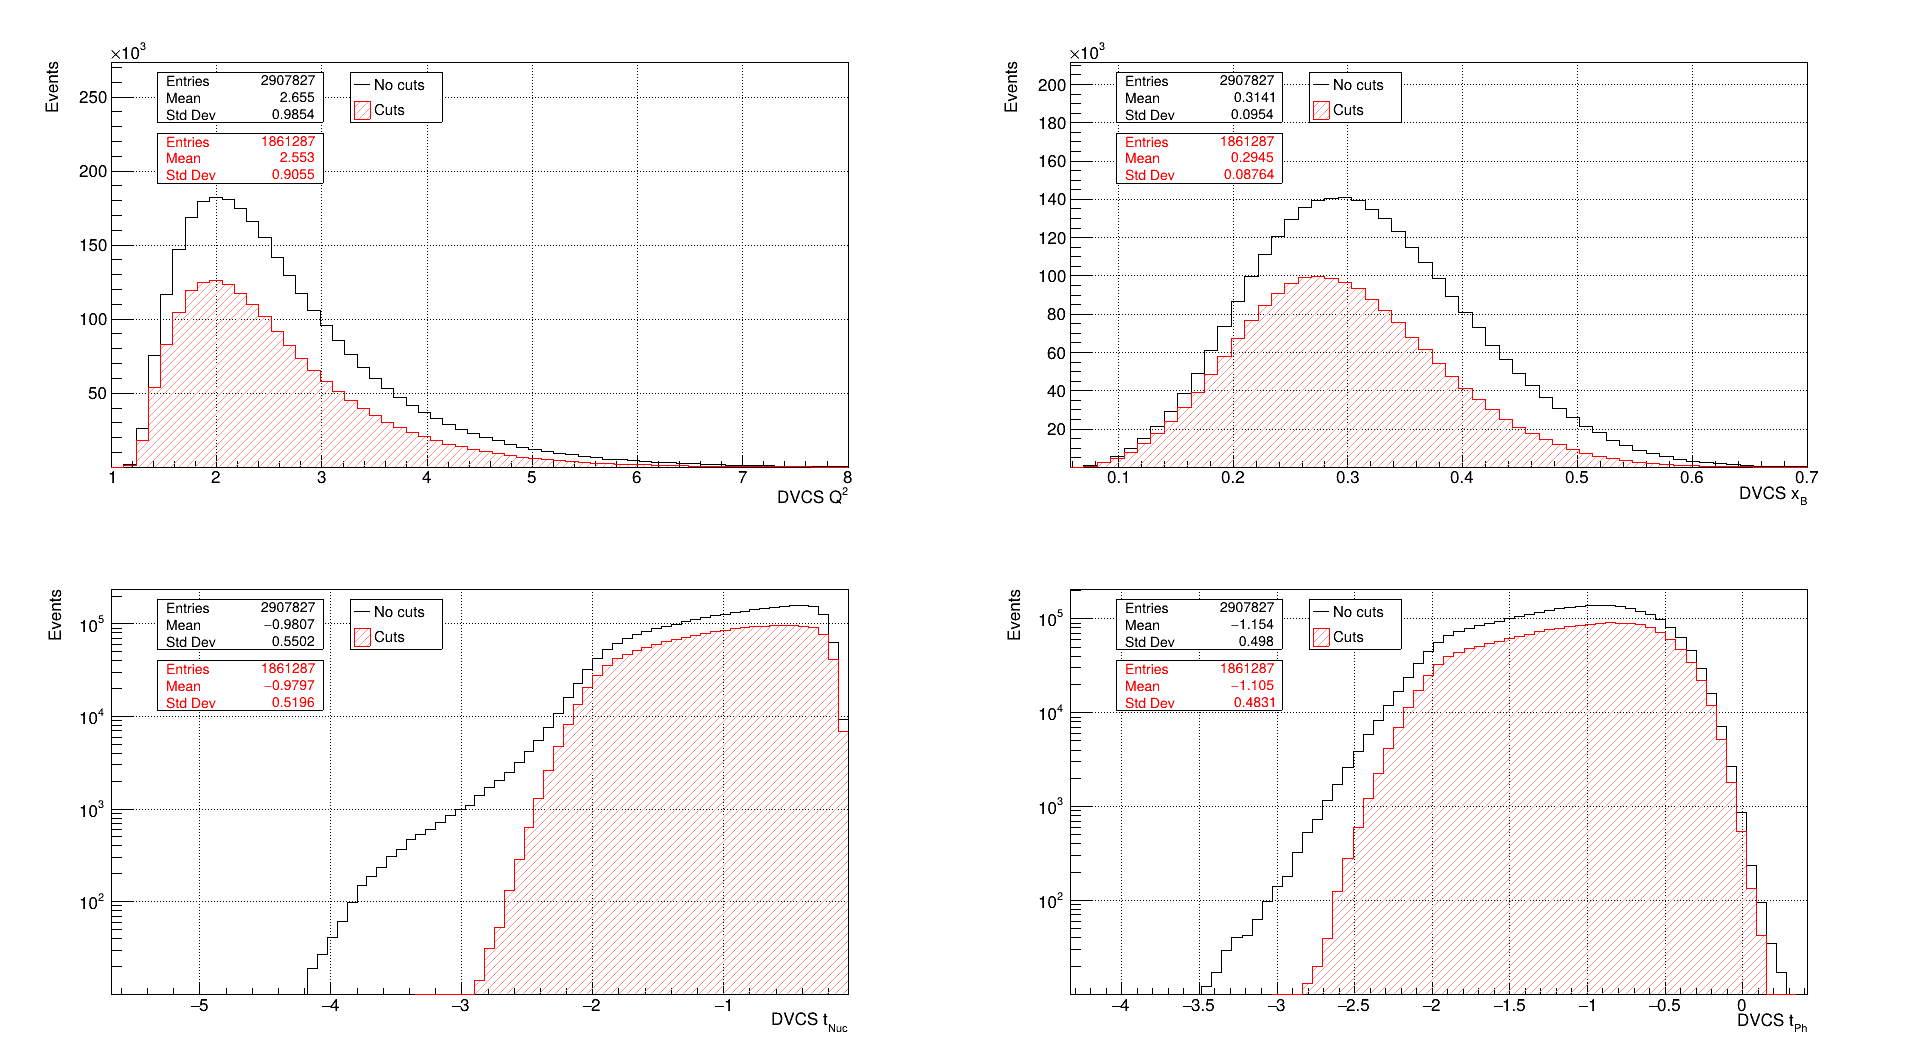 ×10³
Events
Entries 2907827
Mean 2.655
Std Dev 0.9854
Entries 1861287
Mean 2.553
Std Dev 0.9055
No cuts
Cuts
250
200
150
100
50
1 2 3 4 5 6 7 8
DVCS Q²
×10³
Events
Entries 2907827
Mean 0.3141
Std Dev 0.0954
Entries 1861287
Mean 0.2945
Std Dev 0.08764
No cuts
Cuts
200
180
160
140
120
100
80
60
40
20
0.1 0.2 0.3 0.4 0.5 0.6 0.7
DVCS x_B
Events
Entries 2907827
Mean −0.9807
Std Dev 0.5502
Entries 1861287
Mean −0.9797
Std Dev 0.5196
No cuts
Cuts
10⁵
10⁴
10³
10²
−5 −4 −3 −2 −1
DVCS t_Nuc
Events
Entries 2907827
Mean −1.154
Std Dev 0.498
Entries 1861287
Mean −1.105
Std Dev 0.4831
No cuts
Cuts
10⁵
10⁴
10³
10²
−4 −3.5 −3 −2.5 −2 −1.5 −1 −0.5 0
DVCS t_Ph